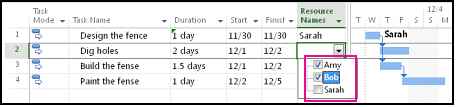 Task Mode Task Name Duration Start Finish Resource Names 12/4
T W T F S S M
1 Design the fence 1 day 11/30 11/30 Sarah Sarah
2 Dig holes 2 days 12/1 12/2
3 Build the fence 1.5 days 12/1 12/2
4 Paint the fence 1 day 12/2 12/5
Amy
Bob
Sarah